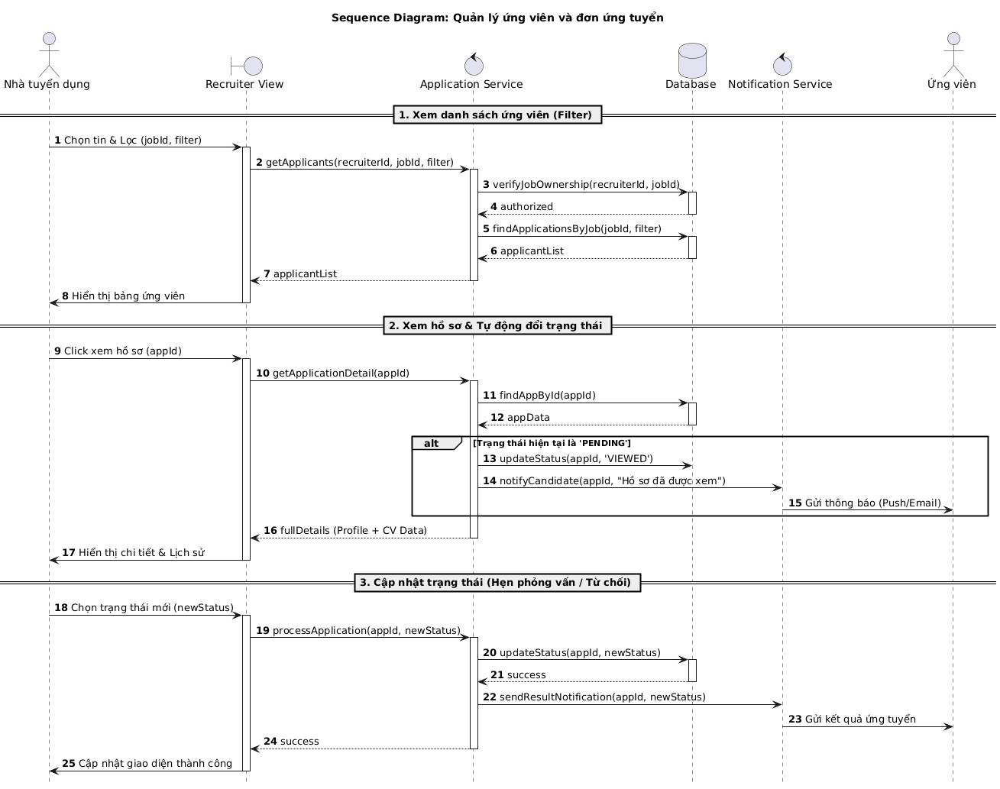 Sequence Diagram: Quản lý ứng viên và đơn ứng tuyển
Nhà tuyển dụng
Recruiter View
Application Service
Database
Notification Service
Ứng viên
1. Xem danh sách ứng viên (Filter)
1 Chọn tin & Lọc (jobId, filter)
2 getApplicants(recruiterId, jobId, filter)
3 verifyJobOwnership(recruiterId, jobId)
4 authorized
5 findApplicationsByJob(jobId, filter)
6 applicantList
7 applicantList
8 Hiển thị bảng ứng viên
2. Xem hồ sơ & Tự động đổi trạng thái
9 Click xem hồ sơ (appId)
10 getApplicationDetail(appId)
11 findAppById(appId)
12 appData
alt [Trạng thái hiện tại là 'PENDING']
13 updateStatus(appId, 'VIEWED')
14 notifyCandidate(appId, "Hồ sơ đã được xem")
15 Gửi thông báo (Push/Email)
16 fullDetails (Profile + CV Data)
17 Hiển thị chi tiết & Lịch sử
3. Cập nhật trạng thái (Hẹn phỏng vấn / Từ chối)
18 Chọn trạng thái mới (newStatus)
19 processApplication(appId, newStatus)
20 updateStatus(appId, newStatus)
21 success
22 sendResultNotification(appId, newStatus)
23 Gửi kết quả ứng tuyển
24 success
25 Cập nhật giao diện thành công